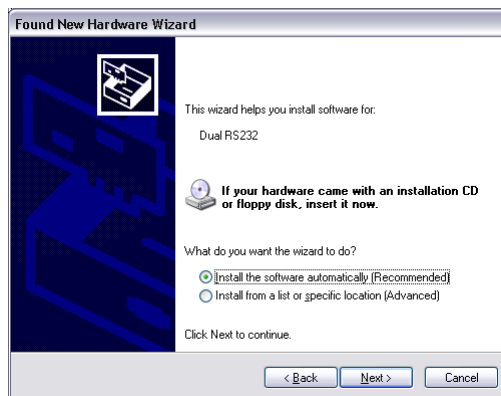 Found New Hardware Wizard
This wizard helps you install software for:
Dual RS232
If your hardware came with an installation CD
or floppy disk, insert it now.
What do you want the wizard to do?
Install the software automatically (Recommended)
Install from a list or specific location (Advanced)
Click Next to continue.
< Back Next > Cancel